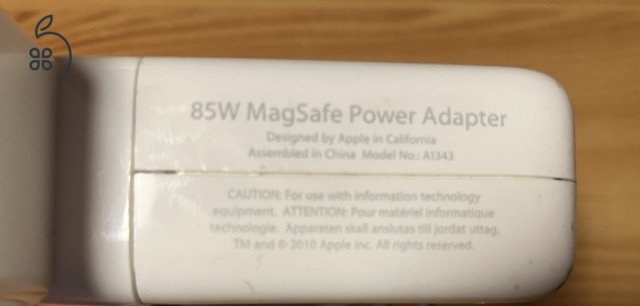 85W MagSafe Power Adapter
Designed by Apple in California
Assembled in China Model No.: A1343
CAUTION: For use with information technology
equipment. ATTENTION: Pour matériel informatique
technologie. Apparaten skall anslutas till jordat uttag.
TM and © 2010 Apple Inc. All rights reserved.